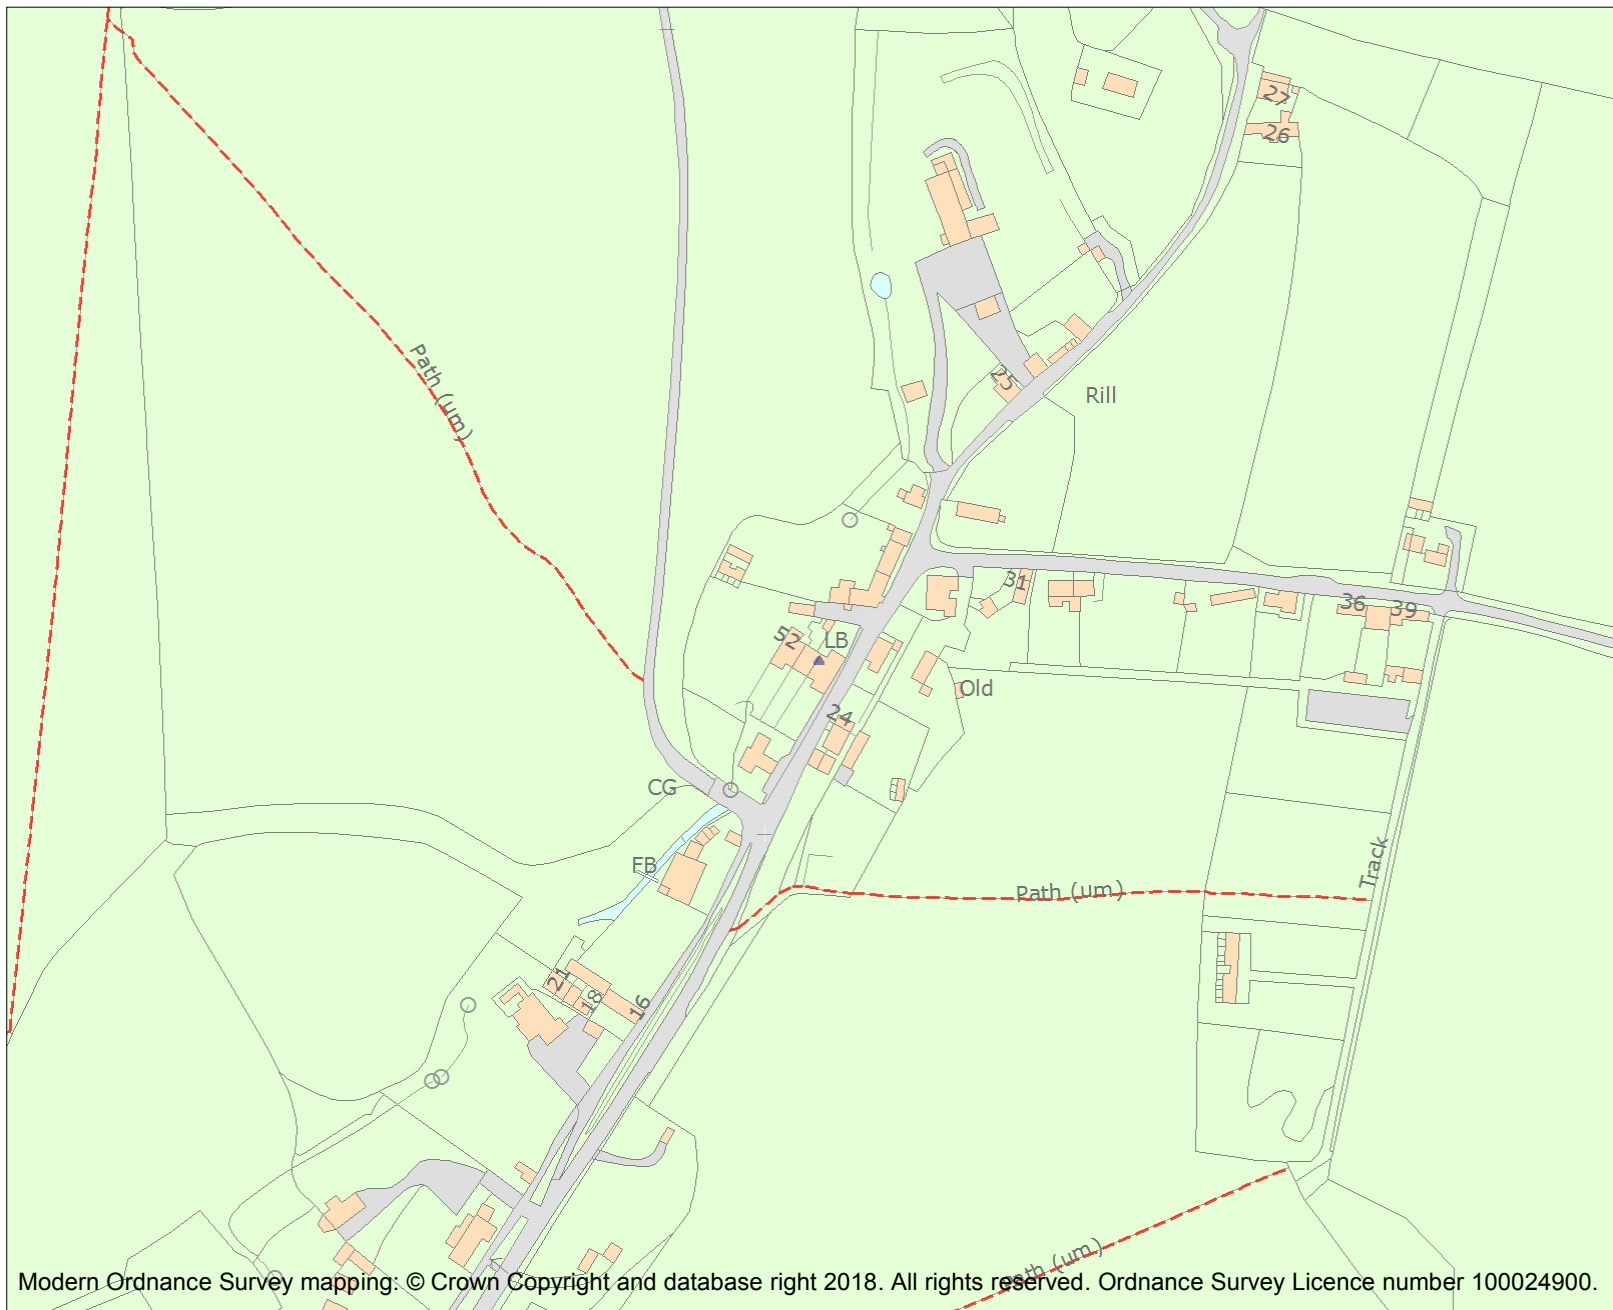 27
26
Path (um)
25
Rill
31
36
39
52
LB
Old
24
CG
FB
Track
Path (um)
21
18
16
Path (um)
Modern Ordnance Survey mapping: © Crown Copyright and database right 2018. All rights reserved. Ordnance Survey Licence number 100024900.